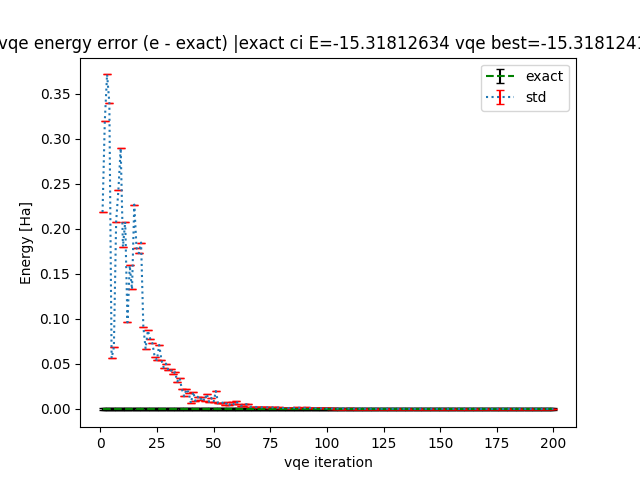 vqe energy error (e - exact) |exact ci E=-15.31812634 vqe best=-15.3181241
exact
std
Energy [Ha]
0.35
0.30
0.25
0.20
0.15
0.10
0.05
0.00
0 25 50 75 100 125 150 175 200
vqe iteration